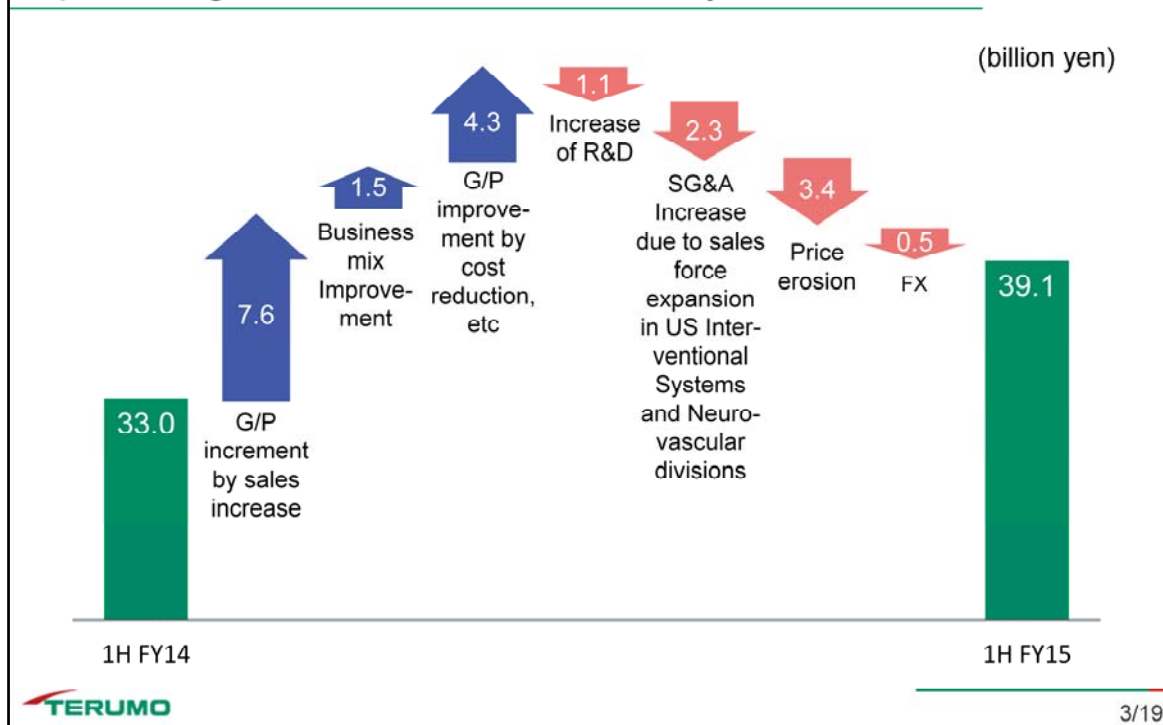 (billion yen)
33.0
7.6
G/P
increment
by sales
increase
1.5
Business
mix
Improve-
ment
4.3
G/P
improve-
ment by
cost
reduction,
etc
1.1
Increase
of R&D
2.3
SG&A
Increase
due to sales
force
expansion
in US Inter-
ventional
Systems
and Neuro-
vascular
divisions
3.4
Price
erosion
0.5
FX
39.1
1H FY14
1H FY15
TERUMO
3/19